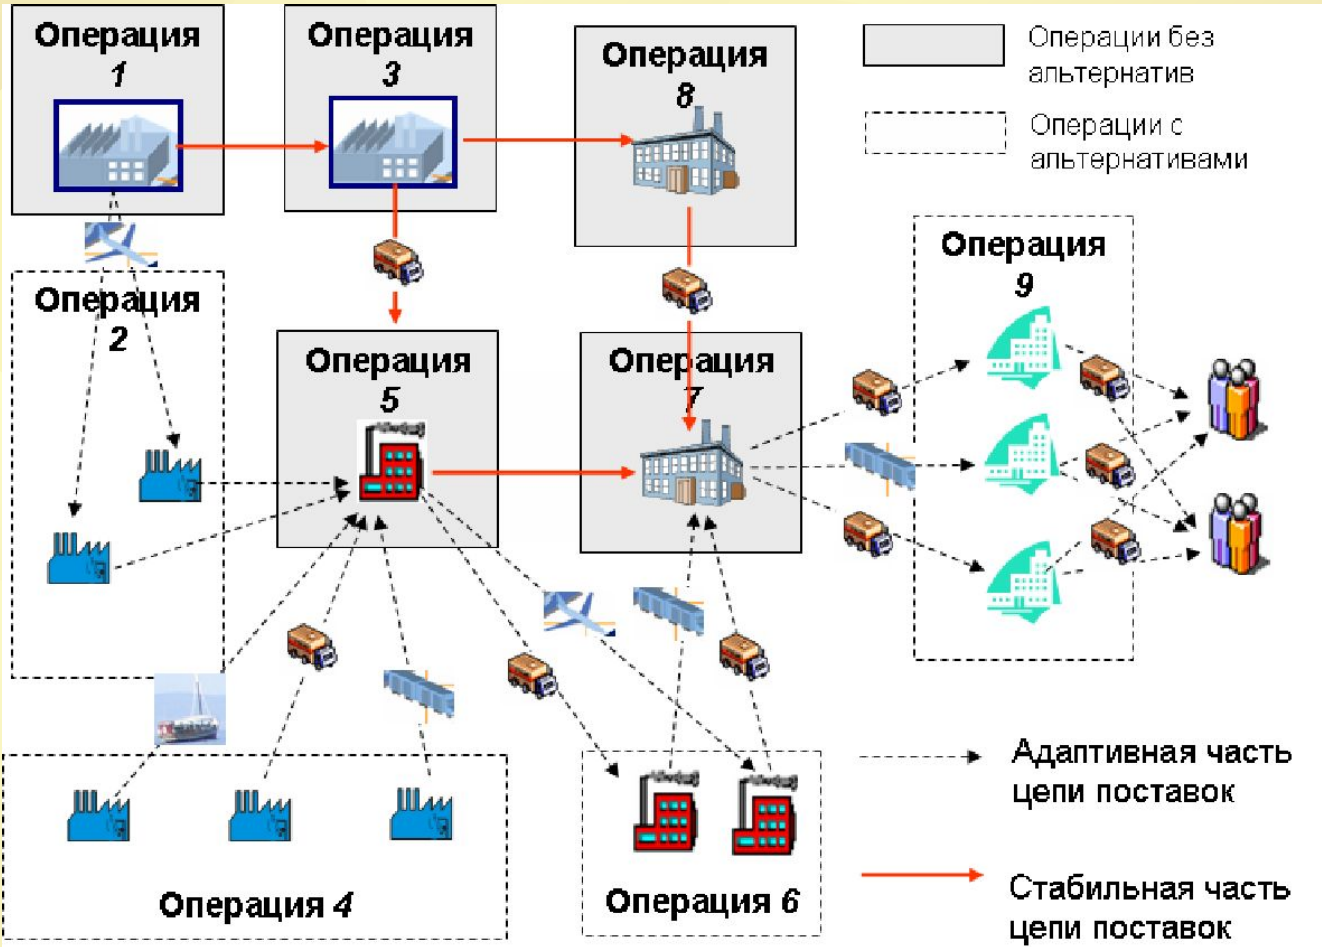 Операция
1
Операция
3
Операция
8
Операции без
альтернатив
Операции с
альтернативами
Операция
2
Операция
9
Операция
5
Операция
7
Адаптивная часть
цепи поставок
Операция 4
Операция 6
Стабильная часть
цепи поставок